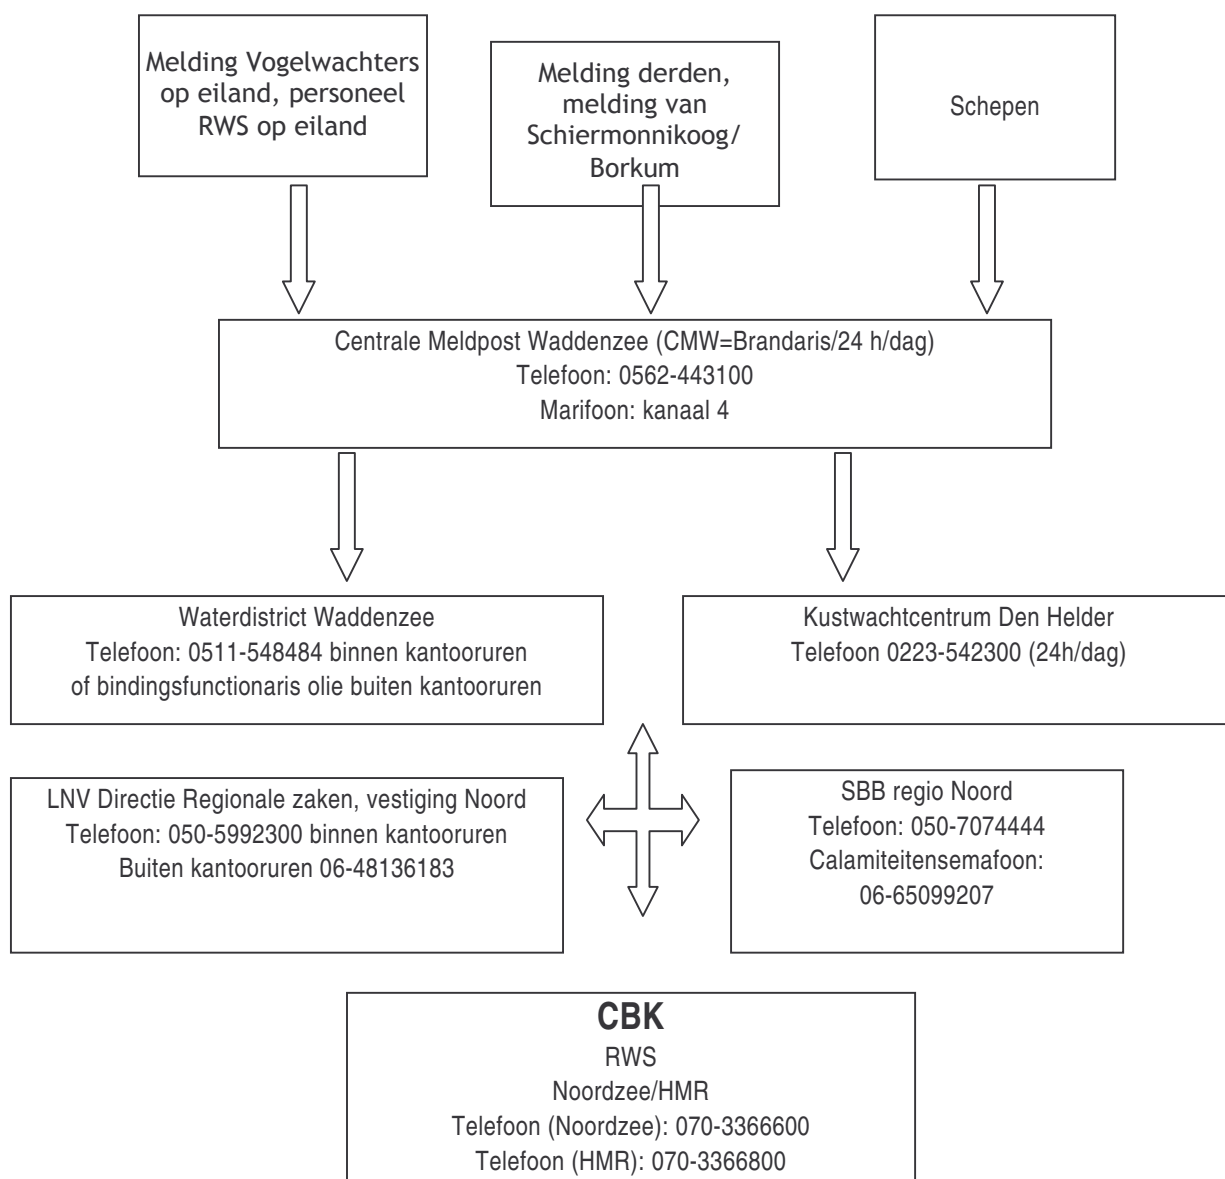 Melding Vogelwachters
op eiland, personeel
RWS op eiland
Melding derden,
melding van
Schiermonnikoog/
Borkum
Schepen
Centrale Meldpost Waddenzee (CMW=Brandaris/24 h/dag)
Telefoon: 0562-443100
Marifoon: kanaal 4
Waterdistrict Waddenzee
Telefoon: 0511-548484 binnen kantooruren
of bindingsfunctionaris olie buiten kantooruren
Kustwachtcentrum Den Helder
Telefoon 0223-542300 (24h/dag)
LNV Directie Regionale zaken, vestiging Noord
Telefoon: 050-5992300 binnen kantooruren
Buiten kantooruren 06-48136183
SBB regio Noord
Telefoon: 050-7074444
Calamiteitensemafoon:
06-65099207
CBK
RWS
Noordzee/HMR
Telefoon (Noordzee): 070-3366600
Telefoon (HMR): 070-3366800